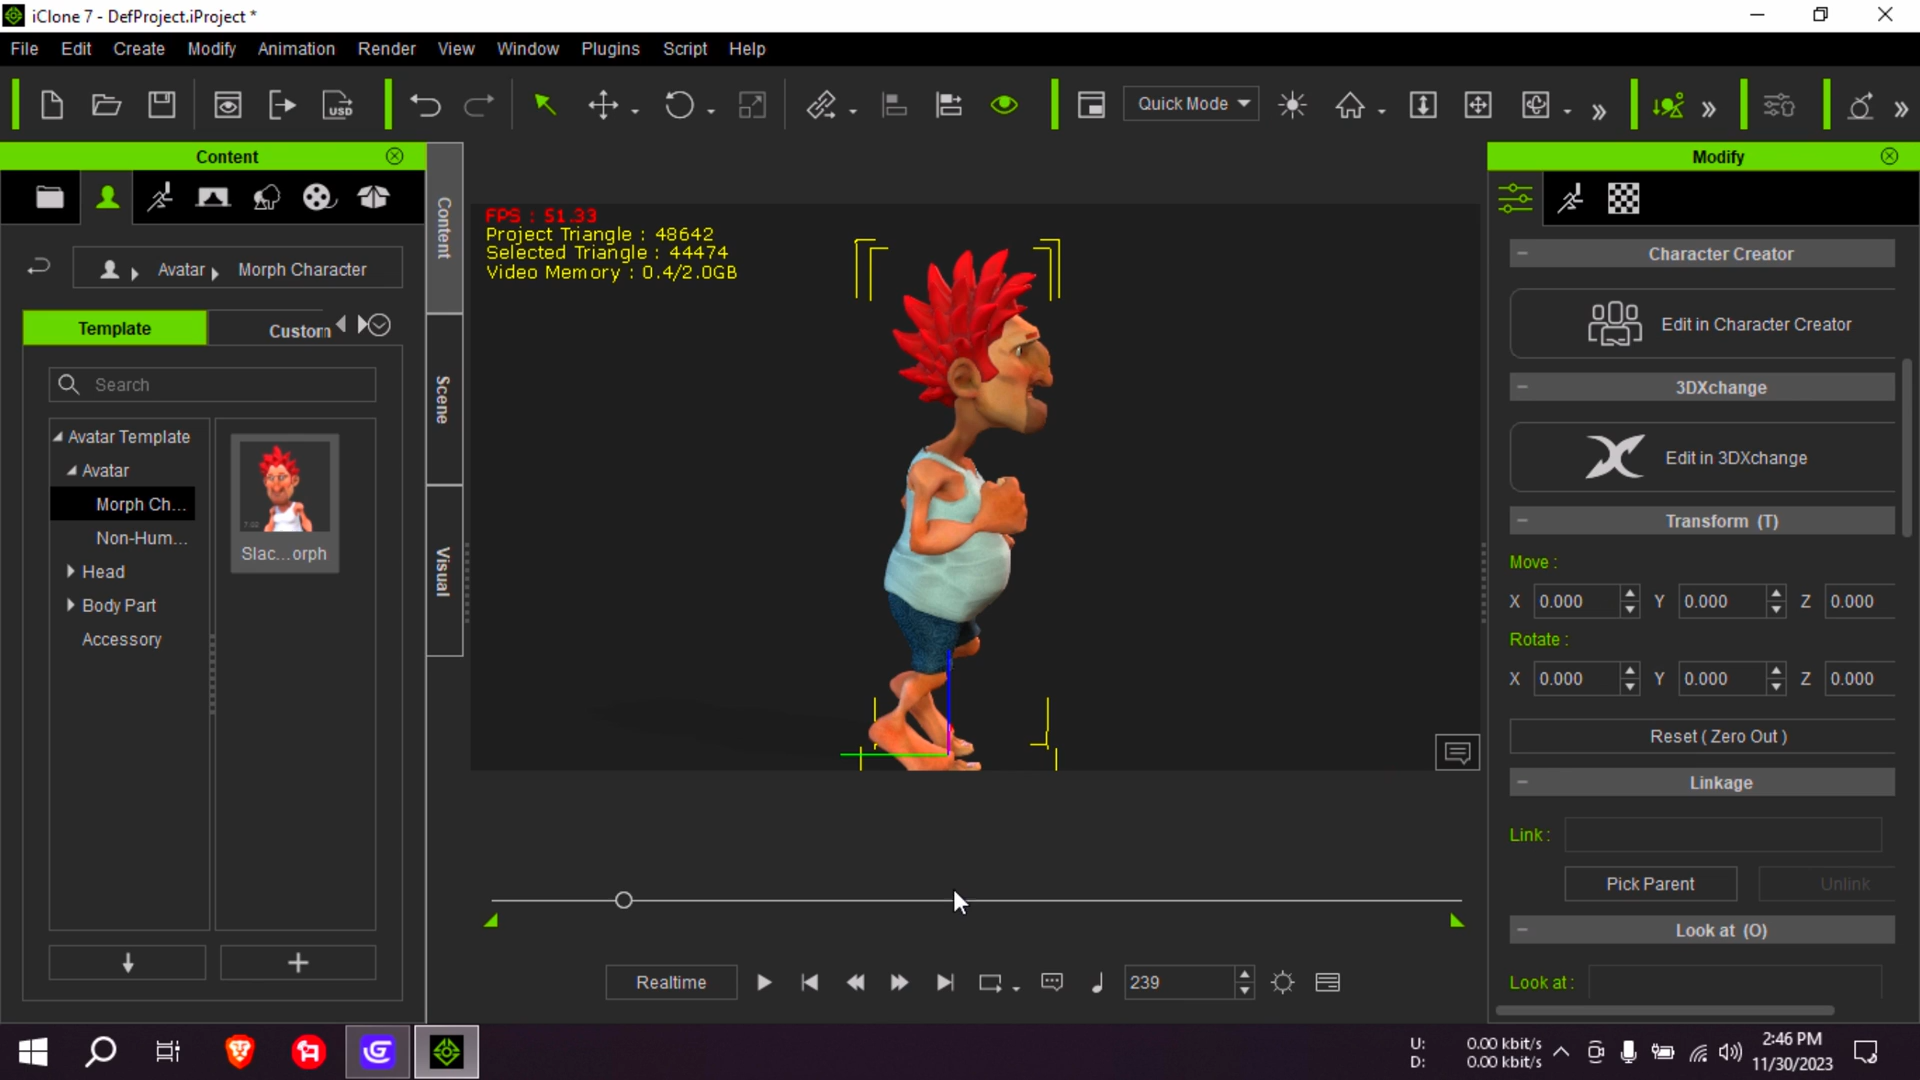 iClone 7 - DefProject.iProject *
File Edit Create Modify Animation Render View Window Plugins Script Help
USD
Quick Mode
Content
Modify
Content
Scene
Visual
Avatar Morph Character
Template Custom
Search
Avatar Template
Avatar
Morph Ch...
Non-Hum...
Head
Body Part
Accessory
Slac...orph
FPS : 51.33
Project Triangle : 48642
Selected Triangle : 44474
Video Memory : 0.4/2.0GB
Character Creator
Edit in Character Creator
3DXchange
Edit in 3DXchange
Transform (T)
Move :
X 0.000 Y 0.000 Z 0.000
Rotate :
X 0.000 Y 0.000 Z 0.000
Reset ( Zero Out )
Linkage
Link :
Pick Parent Unlink
Look at (O)
Look at :
Realtime 239
U: 0.00 kbit/s
D: 0.00 kbit/s
2:46 PM
11/30/2023